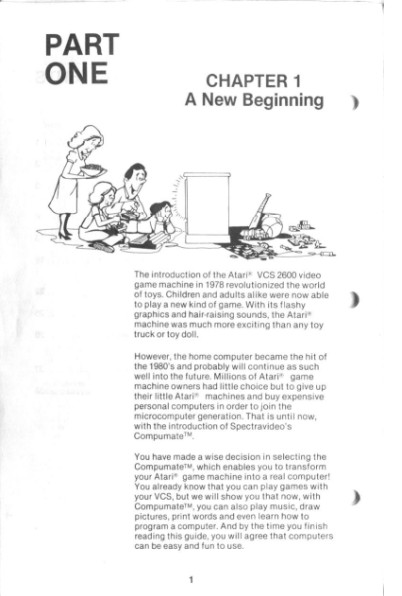 PART
ONE
CHAPTER 1
A New Beginning
The introduction of the Atari® VCS 2600 video
game machine in 1978 revolutionized the world
of toys. Children and adults alike were now able
to play a new kind of game. With its flashy
graphics and hair-raising sounds, the Atari®
machine was much more exciting than any toy
truck or toy doll.
However, the home computer became the hit of
the 1980's and probably will continue as such
well into the future. Millions of Atari® game
machine owners had little choice but to give up
their little Atari® machines and buy expensive
personal computers in order to join the
microcomputer generation. That is until now,
with the introduction of Spectravideo's
Compumate™.
You have made a wise decision in selecting the
Compumate™, which enables you to transform
your Atari® game machine into a real computer!
You already know that you can play games with
your VCS, but we will show you that now, with
Compumate™, you can also play music, draw
pictures, print words and even learn how to
program a computer. And by the time you finish
reading this guide, you will agree that computers
can be easy and fun to use.
1